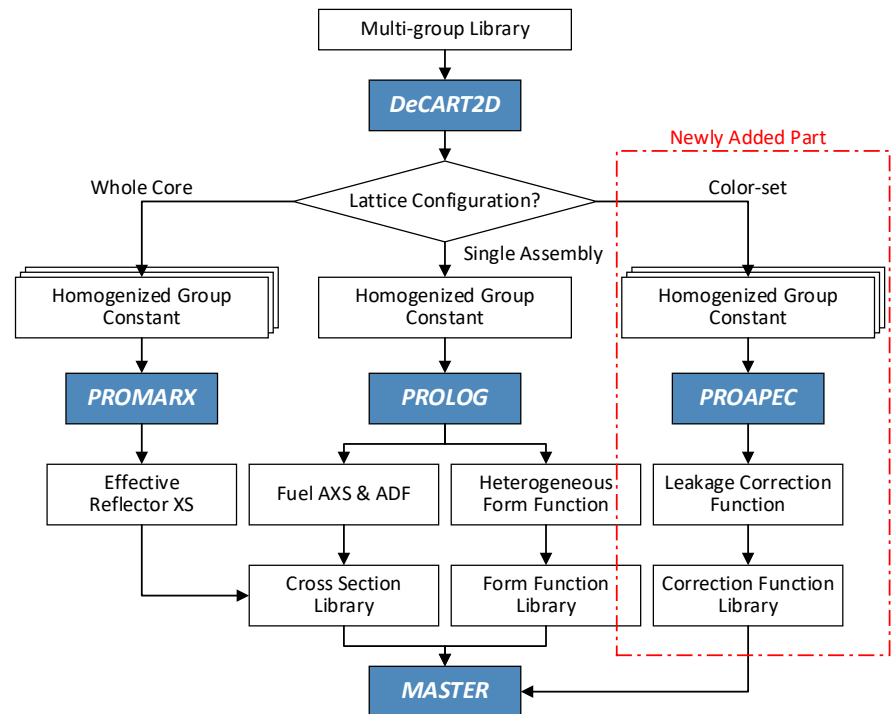 Multi-group Library
DeCART2D
Newly Added Part
Whole Core
Lattice Configuration?
Color-set
Single Assembly
Homogenized Group
Constant
Homogenized Group
Constant
Homogenized Group
Constant
PROMARX
PROLOG
PROAPEC
Effective
Reflector XS
Fuel AXS & ADF
Heterogeneous
Form Function
Leakage Correction
Function
Cross Section
Library
Form Function
Library
Correction Function
Library
MASTER